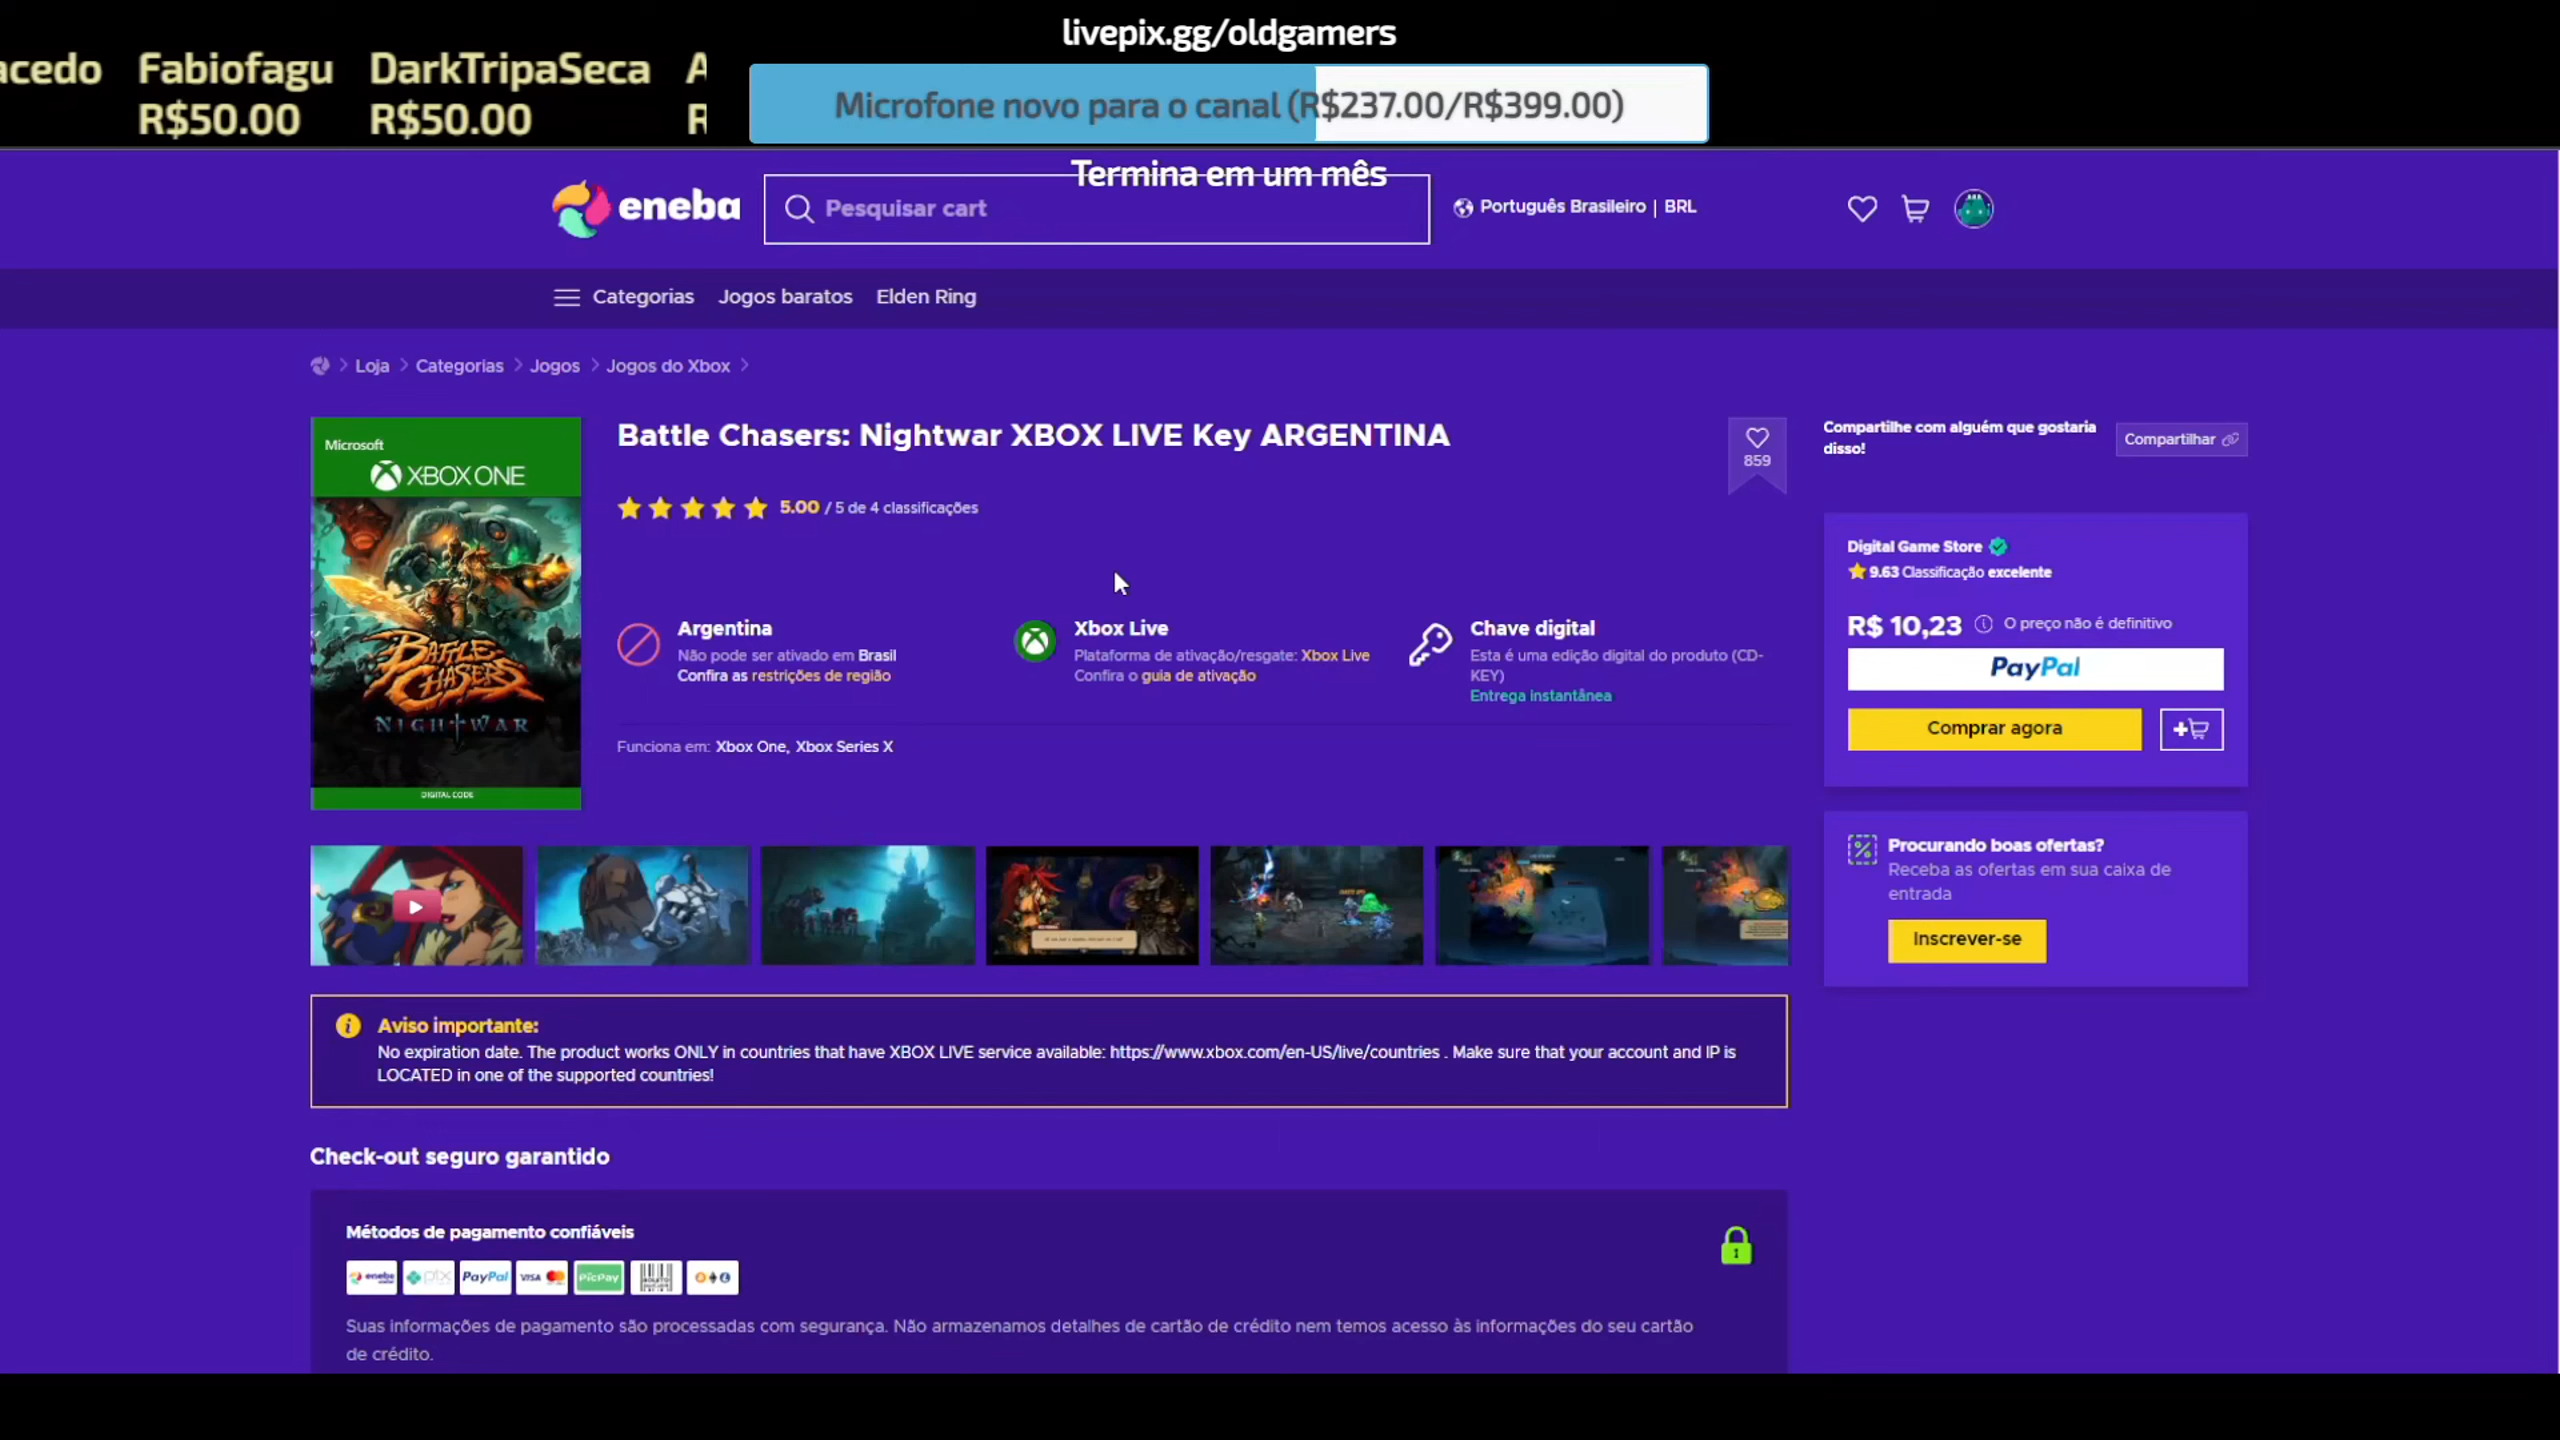 livepix.gg/oldgamers
acedo Fabiofagu DarkTripaSeca A
R$50.00 R$50.00 R
Microfone novo para o canal (R$237.00/R$399.00)
Termina em um mês
eneba
Pesquisar cart
Português Brasileiro | BRL
Categorias Jogos baratos Elden Ring
Loja Categorias Jogos Jogos do Xbox
Microsoft
XBOX ONE
BATTLE
CHASERS
NIGHTWAR
DIGITAL CODE
Battle Chasers: Nightwar XBOX LIVE Key ARGENTINA
859
5.00 / 5 de 4 classificações
Argentina
Não pode ser ativado em Brasil
Confira as restrições de região
Xbox Live
Plataforma de ativação/resgate: Xbox Live
Confira o guia de ativação
Chave digital
Esta é uma edição digital do produto (CD-
KEY)
Entrega instantânea
Funciona em: Xbox One, Xbox Series X
Compartilhe com alguém que gostaria
disso!
Compartilhar
Digital Game Store
9.63 Classificação excelente
R$ 10,23 O preço não é definitivo
PayPal
Comprar agora
Procurando boas ofertas?
Receba as ofertas em sua caixa de
entrada
Inscrever-se
Aviso importante:
No expiration date. The product works ONLY in countries that have XBOX LIVE service available: https://www.xbox.com/en-US/live/countries . Make sure that your account and IP is
LOCATED in one of the supported countries!
Check-out seguro garantido
Métodos de pagamento confiáveis
eneba pix PayPal VISA PicPay
Suas informações de pagamento são processadas com segurança. Não armazenamos detalhes de cartão de crédito nem temos acesso às informações do seu cartão
de crédito.